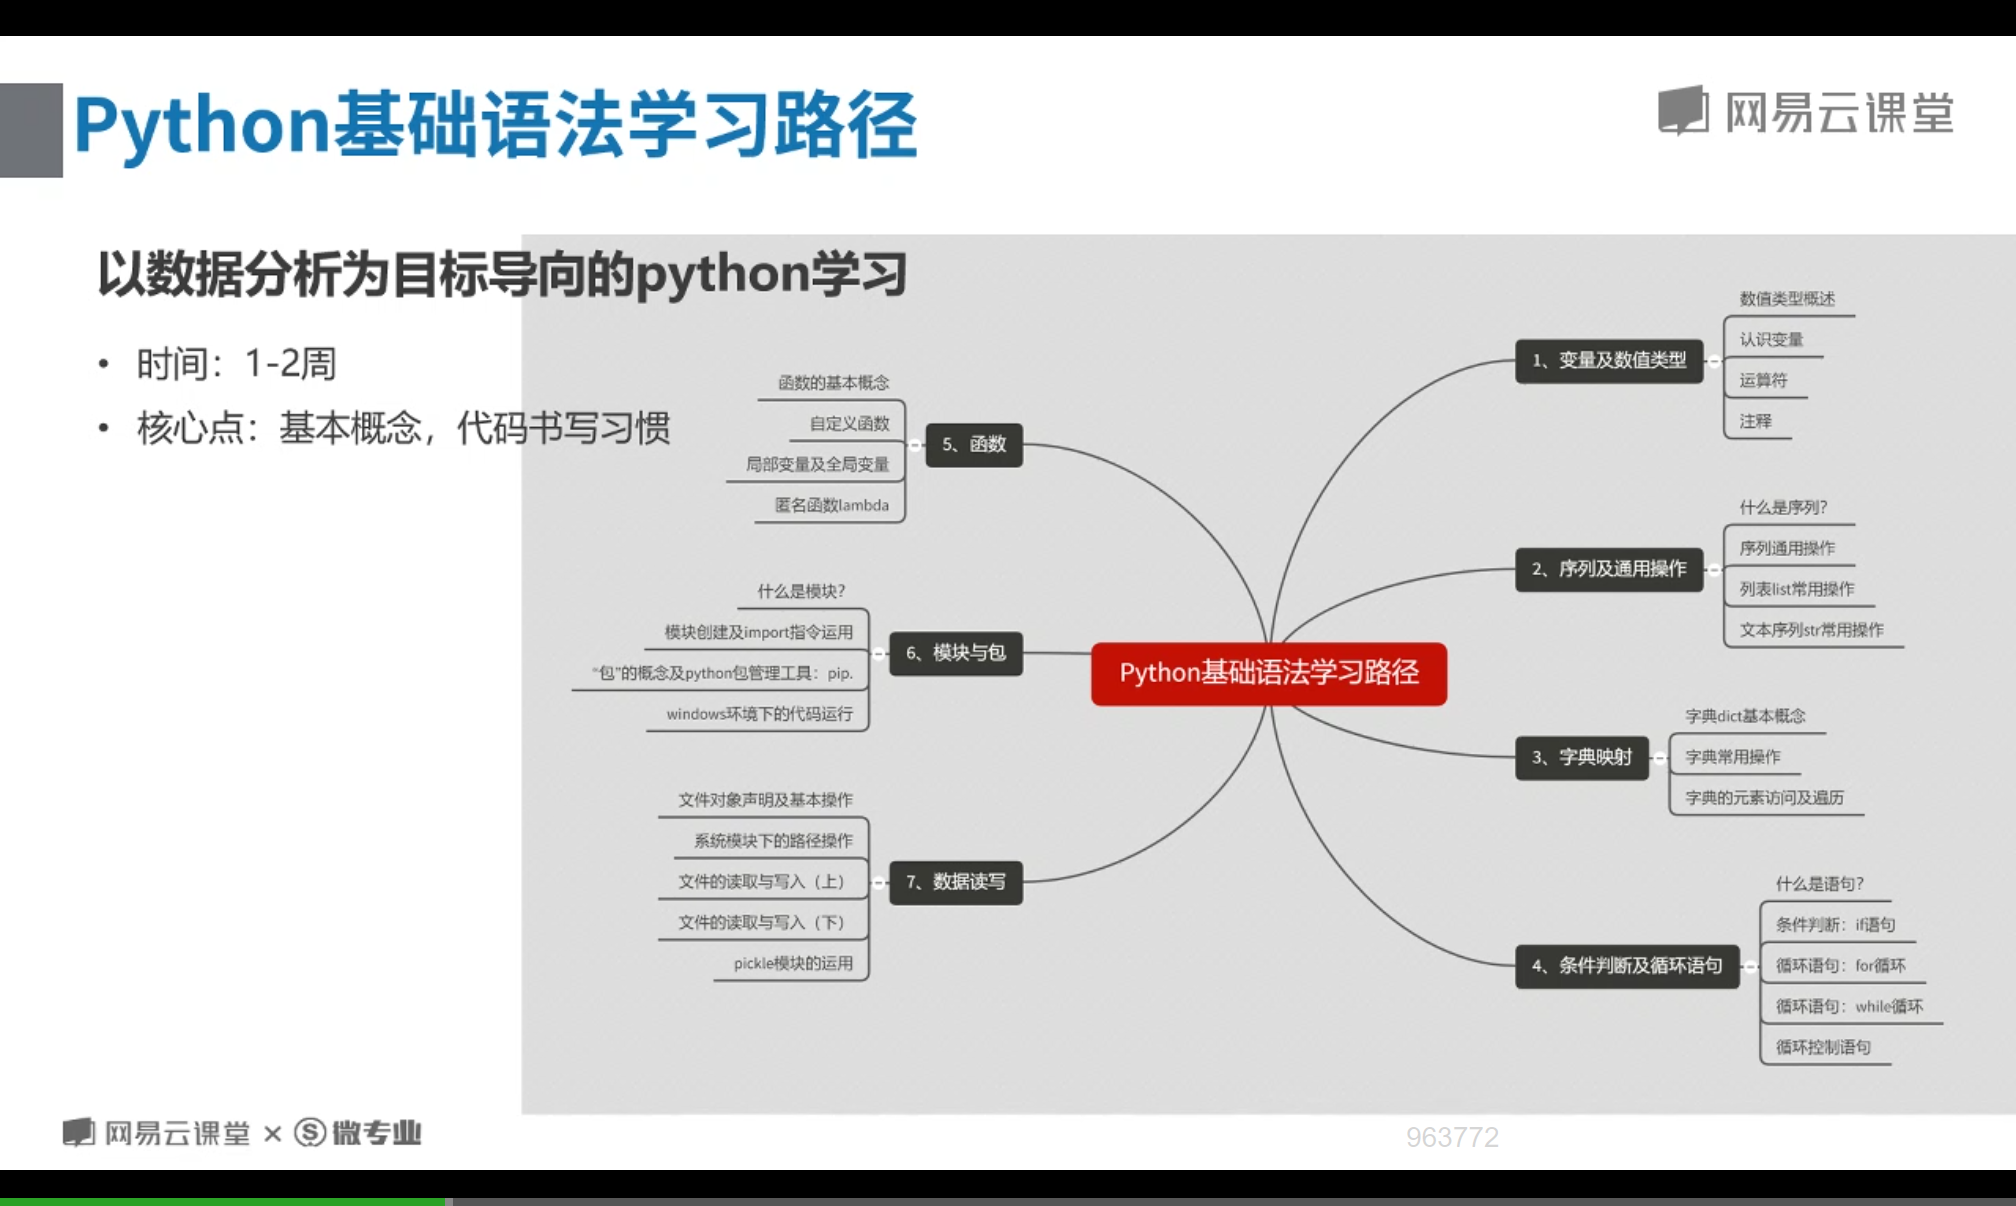 Python基础语法学习路径
网易云课堂
以数据分析为目标导向的python学习
• 时间：1-2周
• 核心点：基本概念，代码书写习惯
Python基础语法学习路径
1、变量及数值类型
数值类型概述
认识变量
运算符
注释
2、序列及通用操作
什么是序列？
序列通用操作
列表list常用操作
文本序列str常用操作
3、字典映射
字典dict基本概念
字典常用操作
字典的元素访问及遍历
4、条件判断及循环语句
什么是语句？
条件判断：if语句
循环语句：for循环
循环语句：while循环
循环控制语句
5、函数
函数的基本概念
自定义函数
局部变量及全局变量
匿名函数lambda
6、模块与包
什么是模块？
模块创建及import指令运用
“包”的概念及python包管理工具：pip.
windows环境下的代码运行
7、数据读写
文件对象声明及基本操作
系统模块下的路径操作
文件的读取与写入（上）
文件的读取与写入（下）
pickle模块的运用
网易云课堂 × Ⓢ微专业
963772